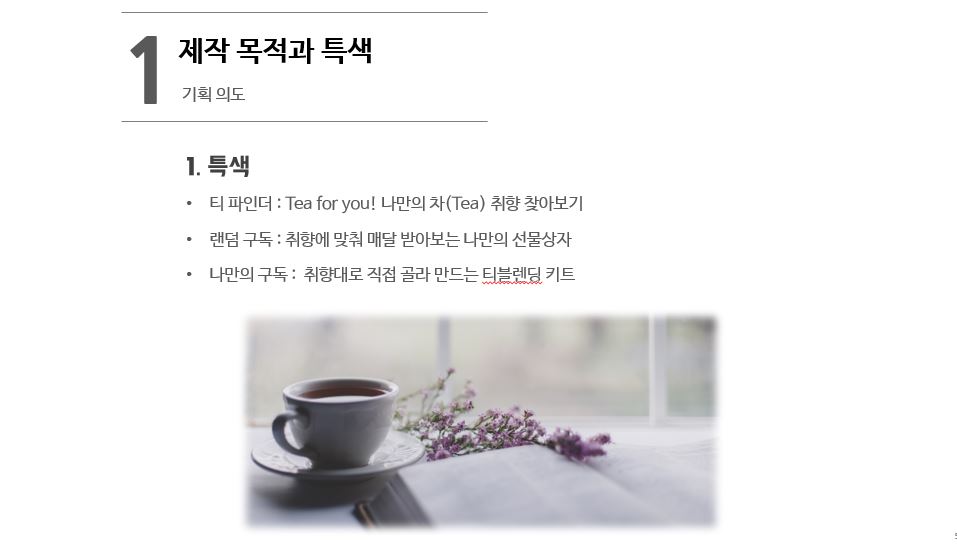 1
제작 목적과 특색
기획 의도
1. 특색
• 티 파인더 : Tea for you! 나만의 차(Tea) 취향 찾아보기
• 랜덤 구독 : 취향에 맞춰 매달 받아보는 나만의 선물상자
• 나만의 구독 :  취향대로 직접 골라 만드는 티블렌딩 키트